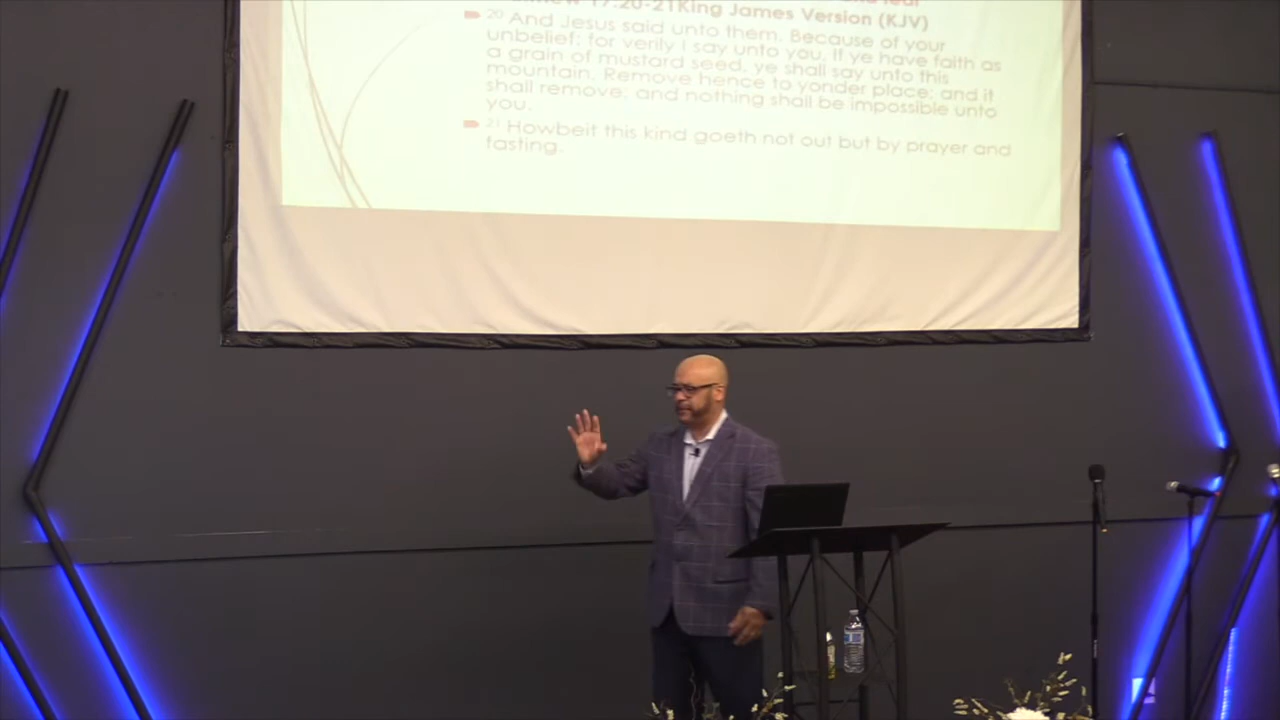 17:20-21King James Version (KJV)
20 And Jesus said unto them, Because of your
unbelief: for verily I say unto you, If ye have faith as
a grain of mustard seed, ye shall say unto this
mountain, Remove hence to yonder place; and it
shall remove; and nothing shall be impossible unto
you.
21 Howbeit this kind goeth not out but by prayer and
fasting.